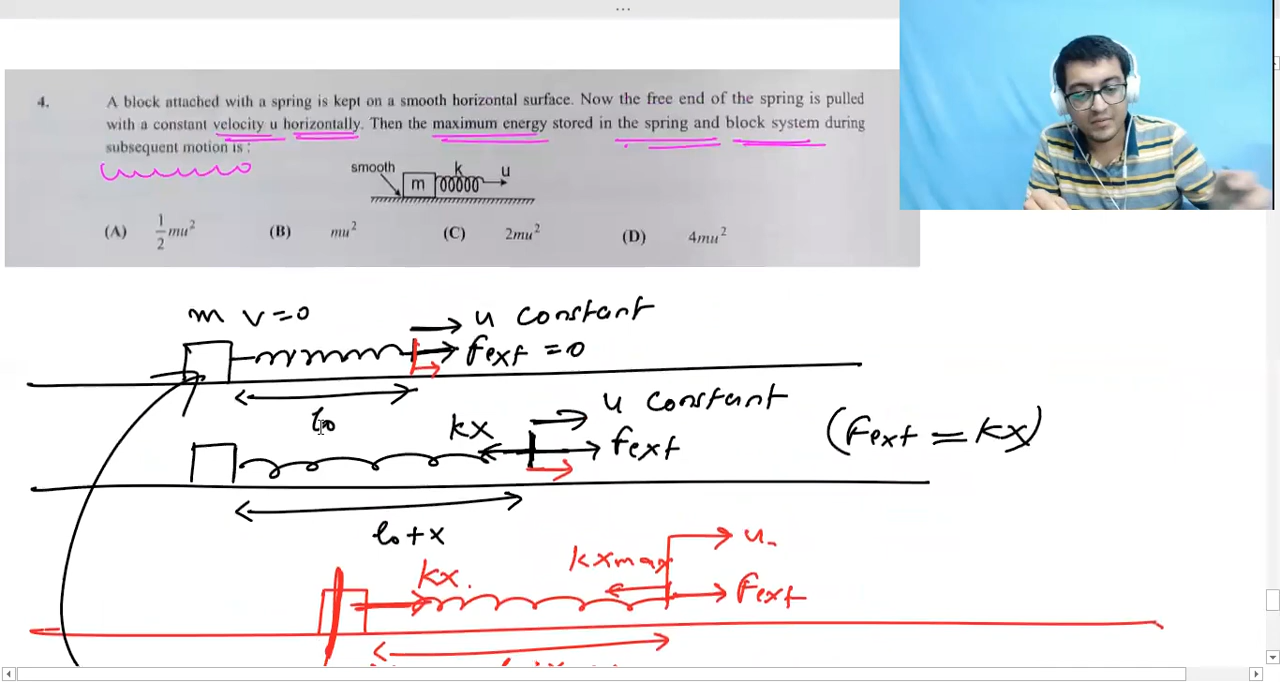 4. A block attached with a spring is kept on a smooth horizontal surface. Now the free end of the spring is pulled
with a constant velocity u horizontally. Then the maximum energy stored in the spring and block system during
subsequent motion is :
smooth k u
m
(A) 1/2 mu² (B) mu² (C) 2mu² (D) 4mu²
m v=0 u constant
Fext = 0
l₀
u constant
kx fext (Fext = kx)
l₀+x
u
kx. kxmax Fext